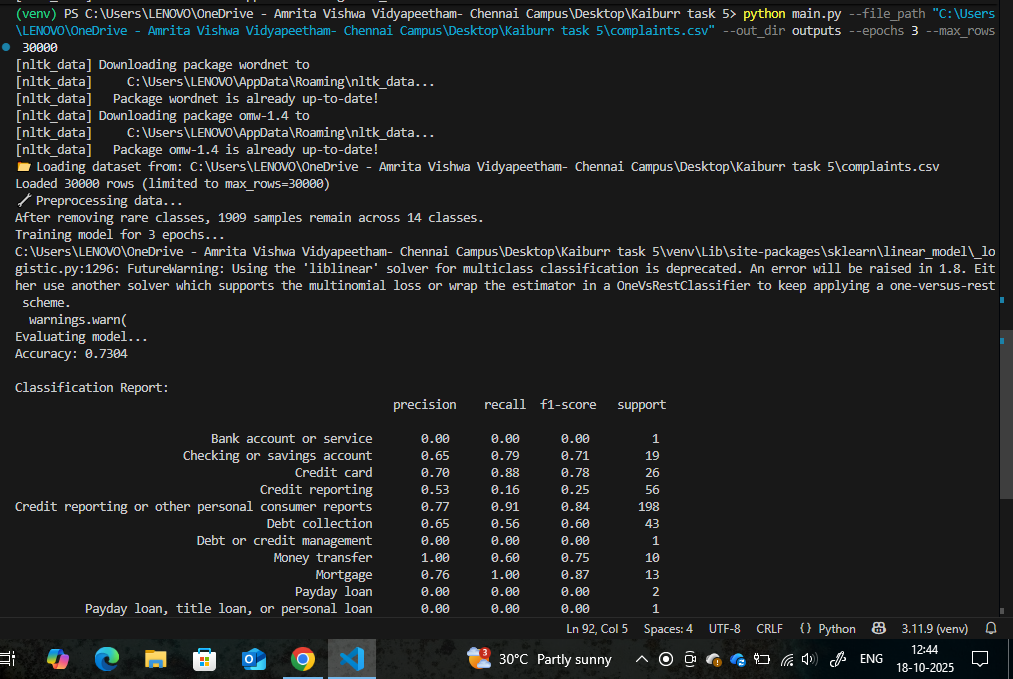 (venv) PS C:\Users\LENOVO\OneDrive - Amrita Vishwa Vidyapeetham- Chennai Campus\Desktop\Kaiburr task 5> python main.py --file_path "C:\Users
\LENOVO\OneDrive - Amrita Vishwa Vidyapeetham- Chennai Campus\Desktop\Kaiburr task 5\complaints.csv" --out_dir outputs --epochs 3 --max_rows
30000
[nltk_data] Downloading package wordnet to
[nltk_data]     C:\Users\LENOVO\AppData\Roaming\nltk_data...
[nltk_data]   Package wordnet is already up-to-date!
[nltk_data] Downloading package omw-1.4 to
[nltk_data]     C:\Users\LENOVO\AppData\Roaming\nltk_data...
[nltk_data]   Package omw-1.4 is already up-to-date!
Loading dataset from: C:\Users\LENOVO\OneDrive - Amrita Vishwa Vidyapeetham- Chennai Campus\Desktop\Kaiburr task 5\complaints.csv
Loaded 30000 rows (limited to max_rows=30000)
Preprocessing data...
After removing rare classes, 1909 samples remain across 14 classes.
Training model for 3 epochs...
C:\Users\LENOVO\OneDrive - Amrita Vishwa Vidyapeetham- Chennai Campus\Desktop\Kaiburr task 5\venv\Lib\site-packages\sklearn\linear_model\_lo
gistic.py:1296: FutureWarning: Using the 'liblinear' solver for multiclass classification is deprecated. An error will be raised in 1.8. Eit
her use another solver which supports the multinomial loss or wrap the estimator in a OneVsRestClassifier to keep applying a one-versus-rest
scheme.
warnings.warn(
Evaluating model...
Accuracy: 0.7304
Classification Report:
precision recall f1-score support
Bank account or service 0.00 0.00 0.00 1
Checking or savings account 0.65 0.79 0.71 19
Credit card 0.70 0.88 0.78 26
Credit reporting 0.53 0.16 0.25 56
Credit reporting or other personal consumer reports 0.77 0.91 0.84 198
Debt collection 0.65 0.56 0.60 43
Debt or credit management 0.00 0.00 0.00 1
Money transfer 1.00 0.60 0.75 10
Mortgage 0.76 1.00 0.87 13
Payday loan 0.00 0.00 0.00 2
Payday loan, title loan, or personal loan 0.00 0.00 0.00 1
Ln 92, Col 5 Spaces: 4 UTF-8 CRLF {} Python 3.11.9 (venv)
3 30°C Partly sunny ENG 12:44
18-10-2025